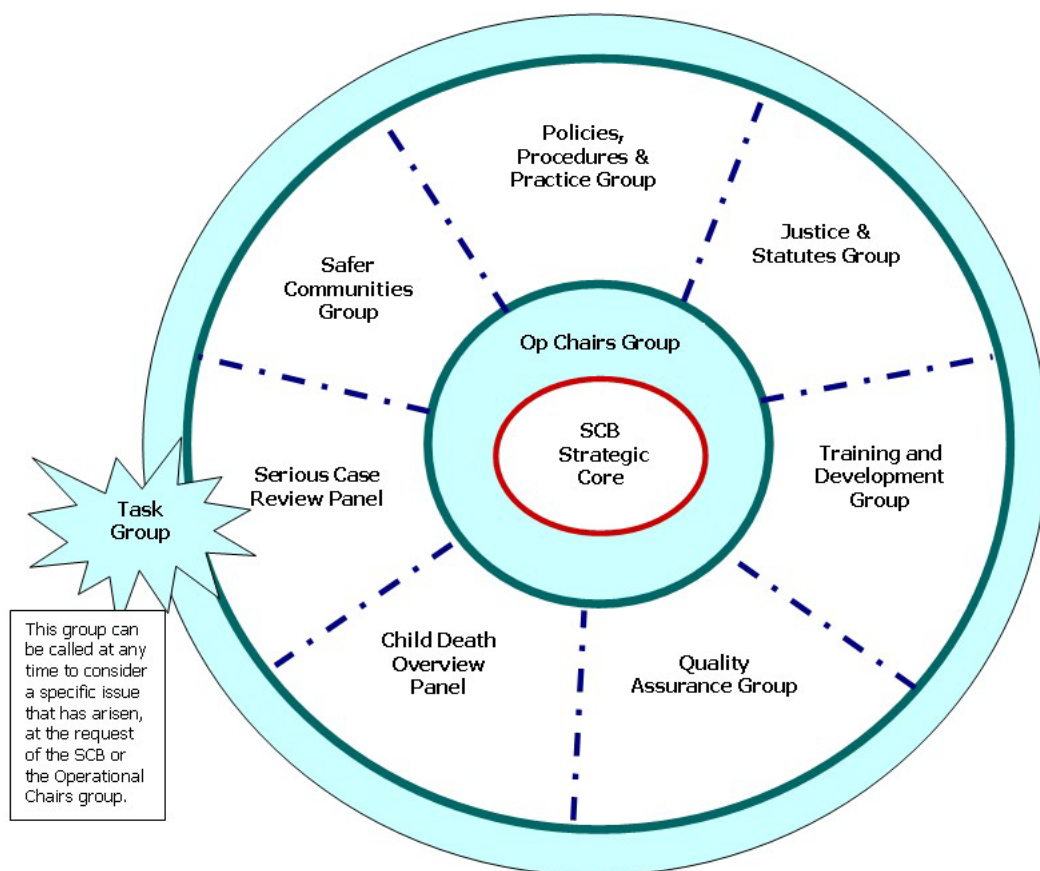 Policies,
Procedures &
Practice Group
Justice &
Statutes Group
Safer
Communities
Group
Op Chairs Group
SCB
Strategic
Core
Training and
Development
Group
Serious Case
Review Panel
Task
Group
This group can
be called at any
time to consider
a specific issue
that has arisen,
at the request
of the SCB or
the Operational
Chairs group.
Child Death
Overview
Panel
Quality
Assurance Group